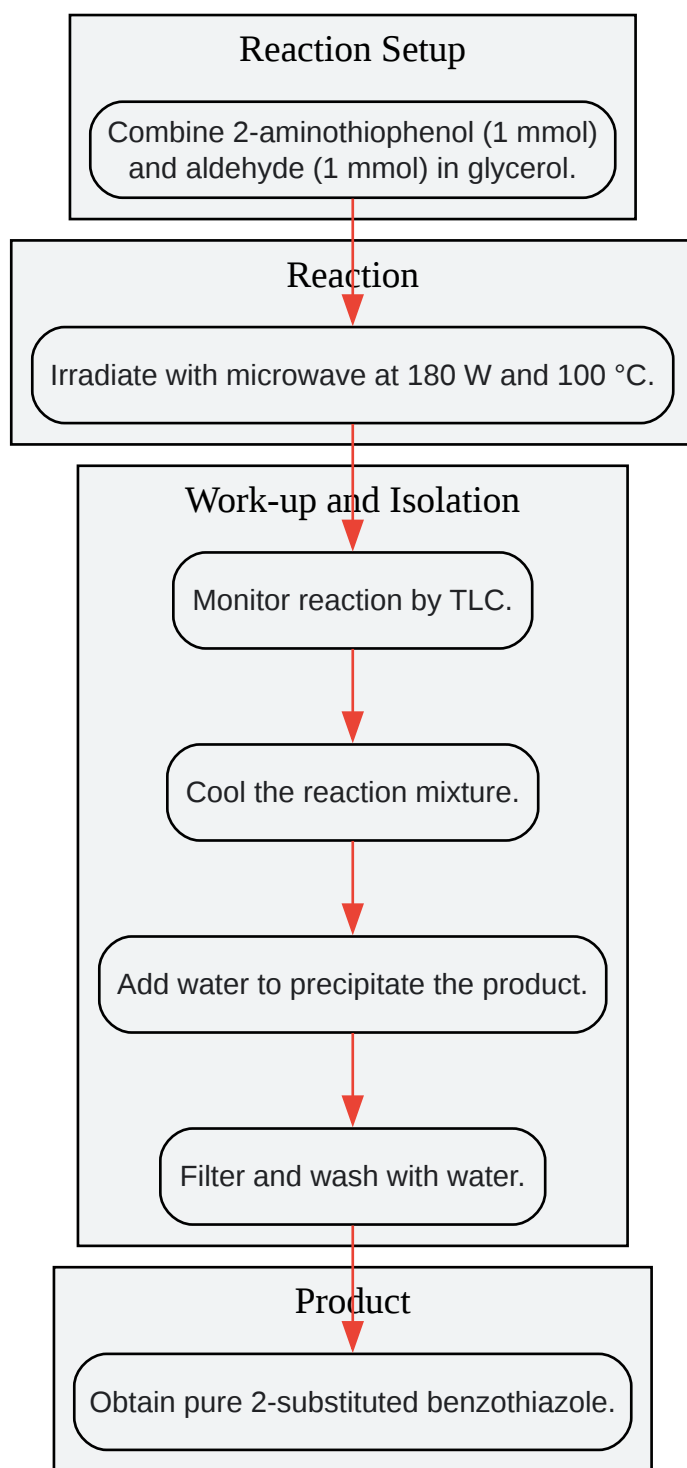 Reaction Setup
Combine 2-aminothiophenol (1 mmol)
and aldehyde (1 mmol) in glycerol.
Reaction
Irradiate with microwave at 180 W and 100 °C.
Work-up and Isolation
Monitor reaction by TLC.
Cool the reaction mixture.
Add water to precipitate the product.
Filter and wash with water.
Product
Obtain pure 2-substituted benzothiazole.